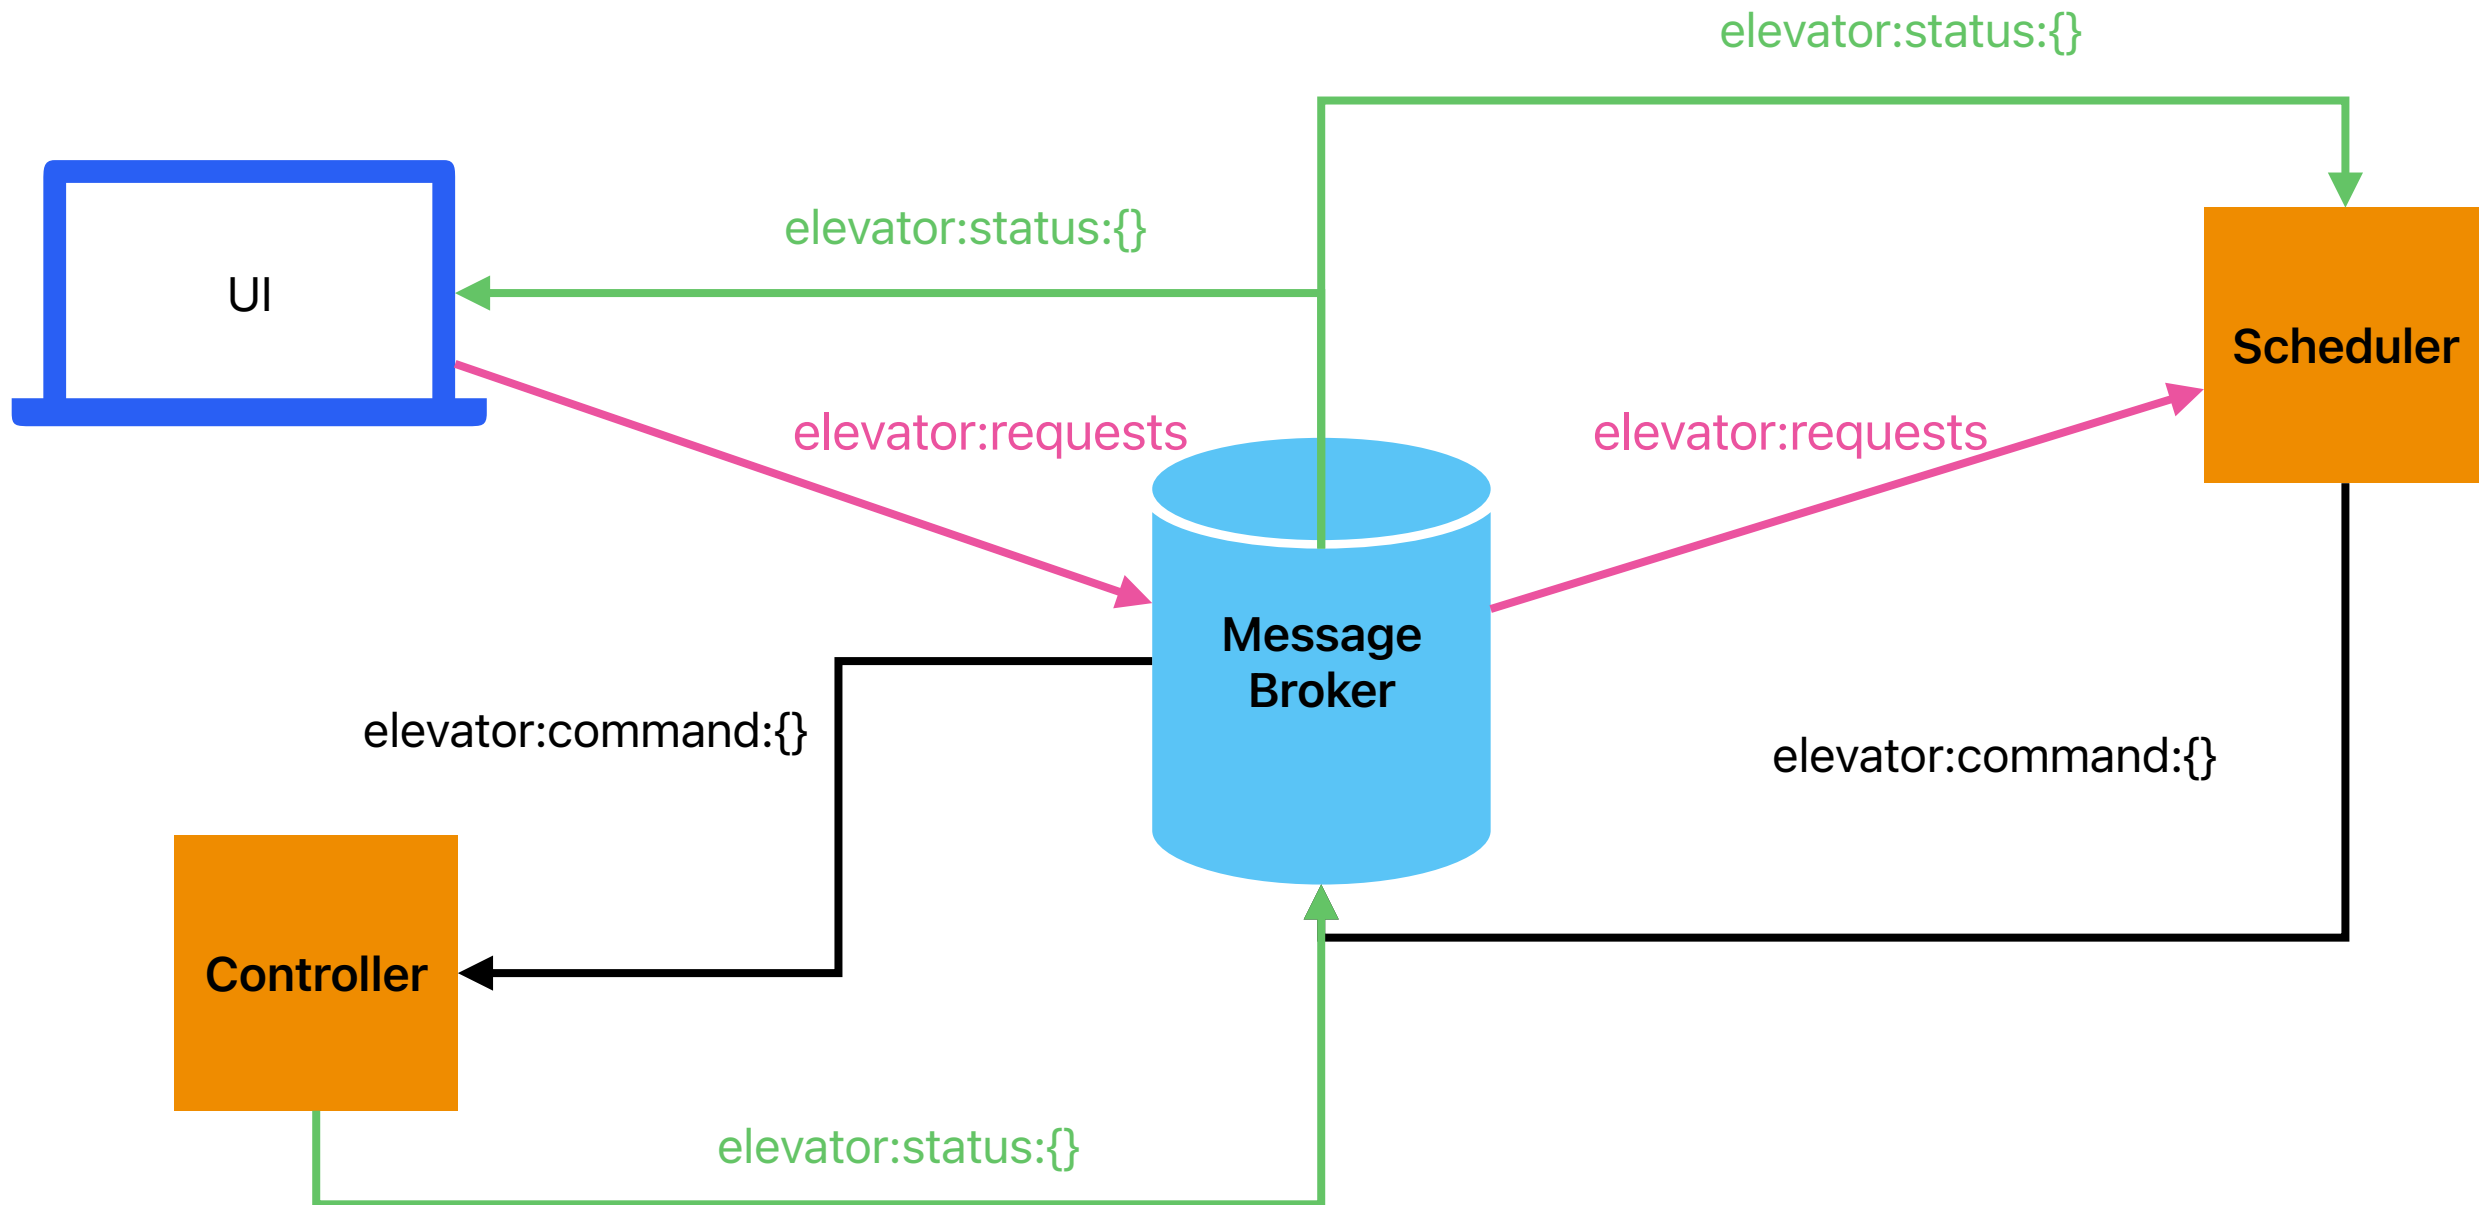 elevator:status:{}
elevator:status:{}
UI
Scheduler
elevator:requests
elevator:requests
Message
Broker
elevator:command:{}
elevator:command:{}
Controller
elevator:status:{}